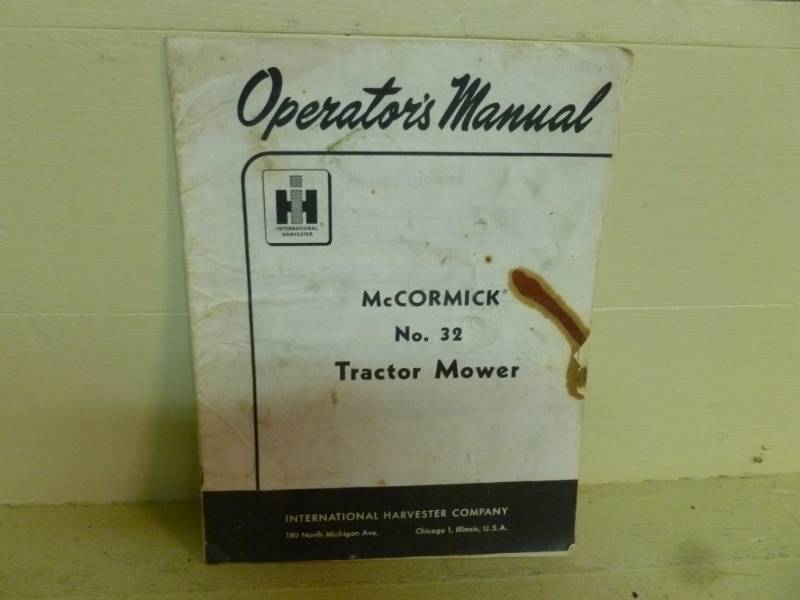 Operator's Manual
IH
INTERNATIONAL
HARVESTER
®
McCORMICK®
No. 32
Tractor Mower
INTERNATIONAL HARVESTER COMPANY
180 North Michigan Ave. Chicago 1, Illinois, U.S.A.